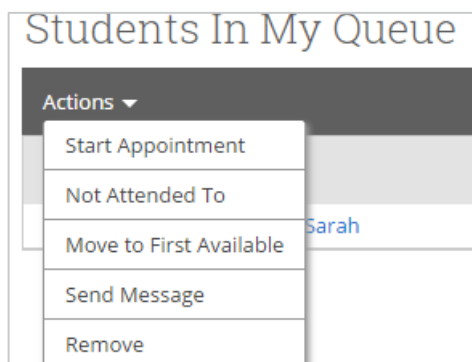 Students In My Queue
Actions
Start Appointment
Not Attended To
Sarah
Move to First Available
Send Message
Remove